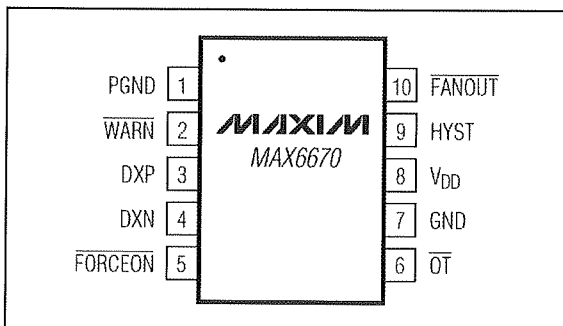 PGND 1 10 FANOUT
WARN 2 MAXIM 9 HYST
DXP 3 MAX6670 8 VDD
DXN 4 7 GND
FORCEON 5 6 OT